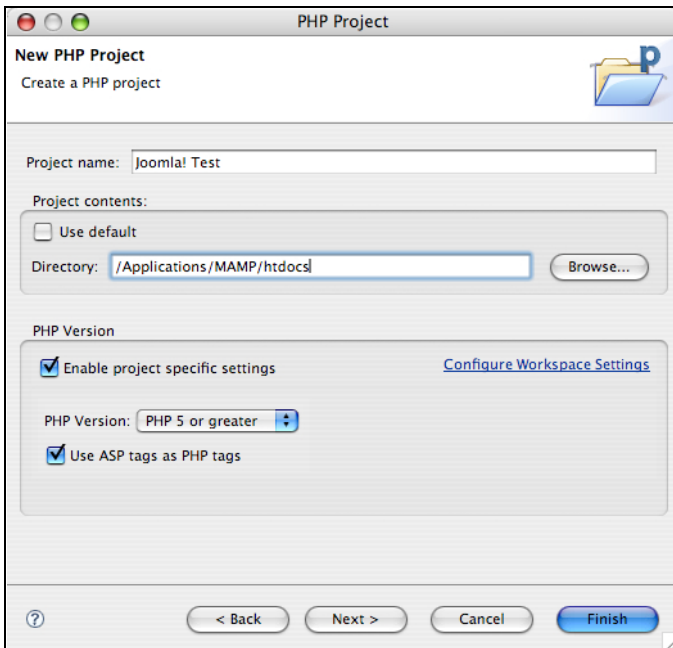 PHP Project
New PHP Project
Create a PHP project
p
Project name: Joomla! Test
Project contents:
Use default
Directory: /Applications/MAMP/htdocs Browse...
PHP Version
Enable project specific settings Configure Workspace Settings
PHP Version: PHP 5 or greater
Use ASP tags as PHP tags
? < Back Next > Cancel Finish